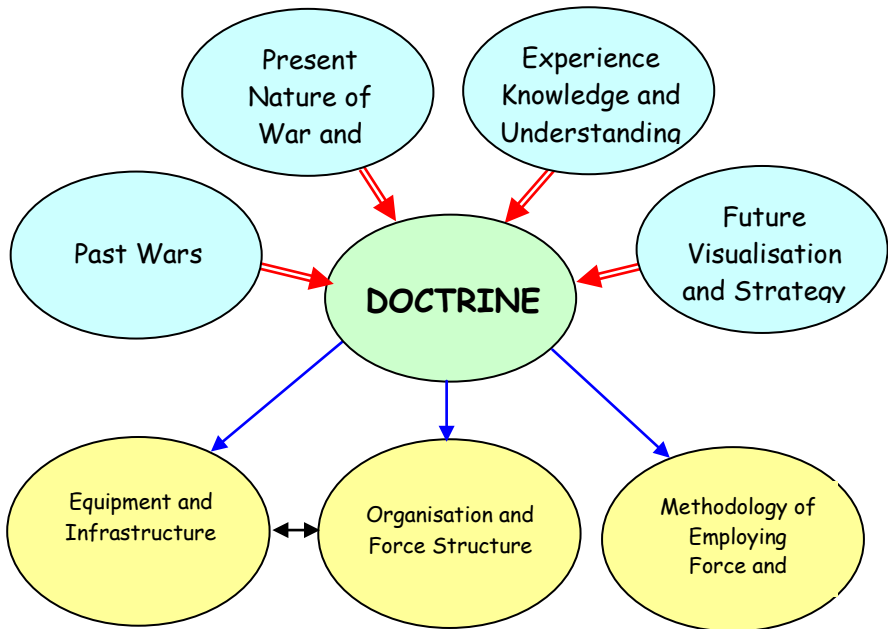 Present
Nature of
War and
Experience
Knowledge and
Understanding
Past Wars
Future
Visualisation
and Strategy
DOCTRINE
Equipment and
Infrastructure
Organisation and
Force Structure
Methodology of
Employing
Force and